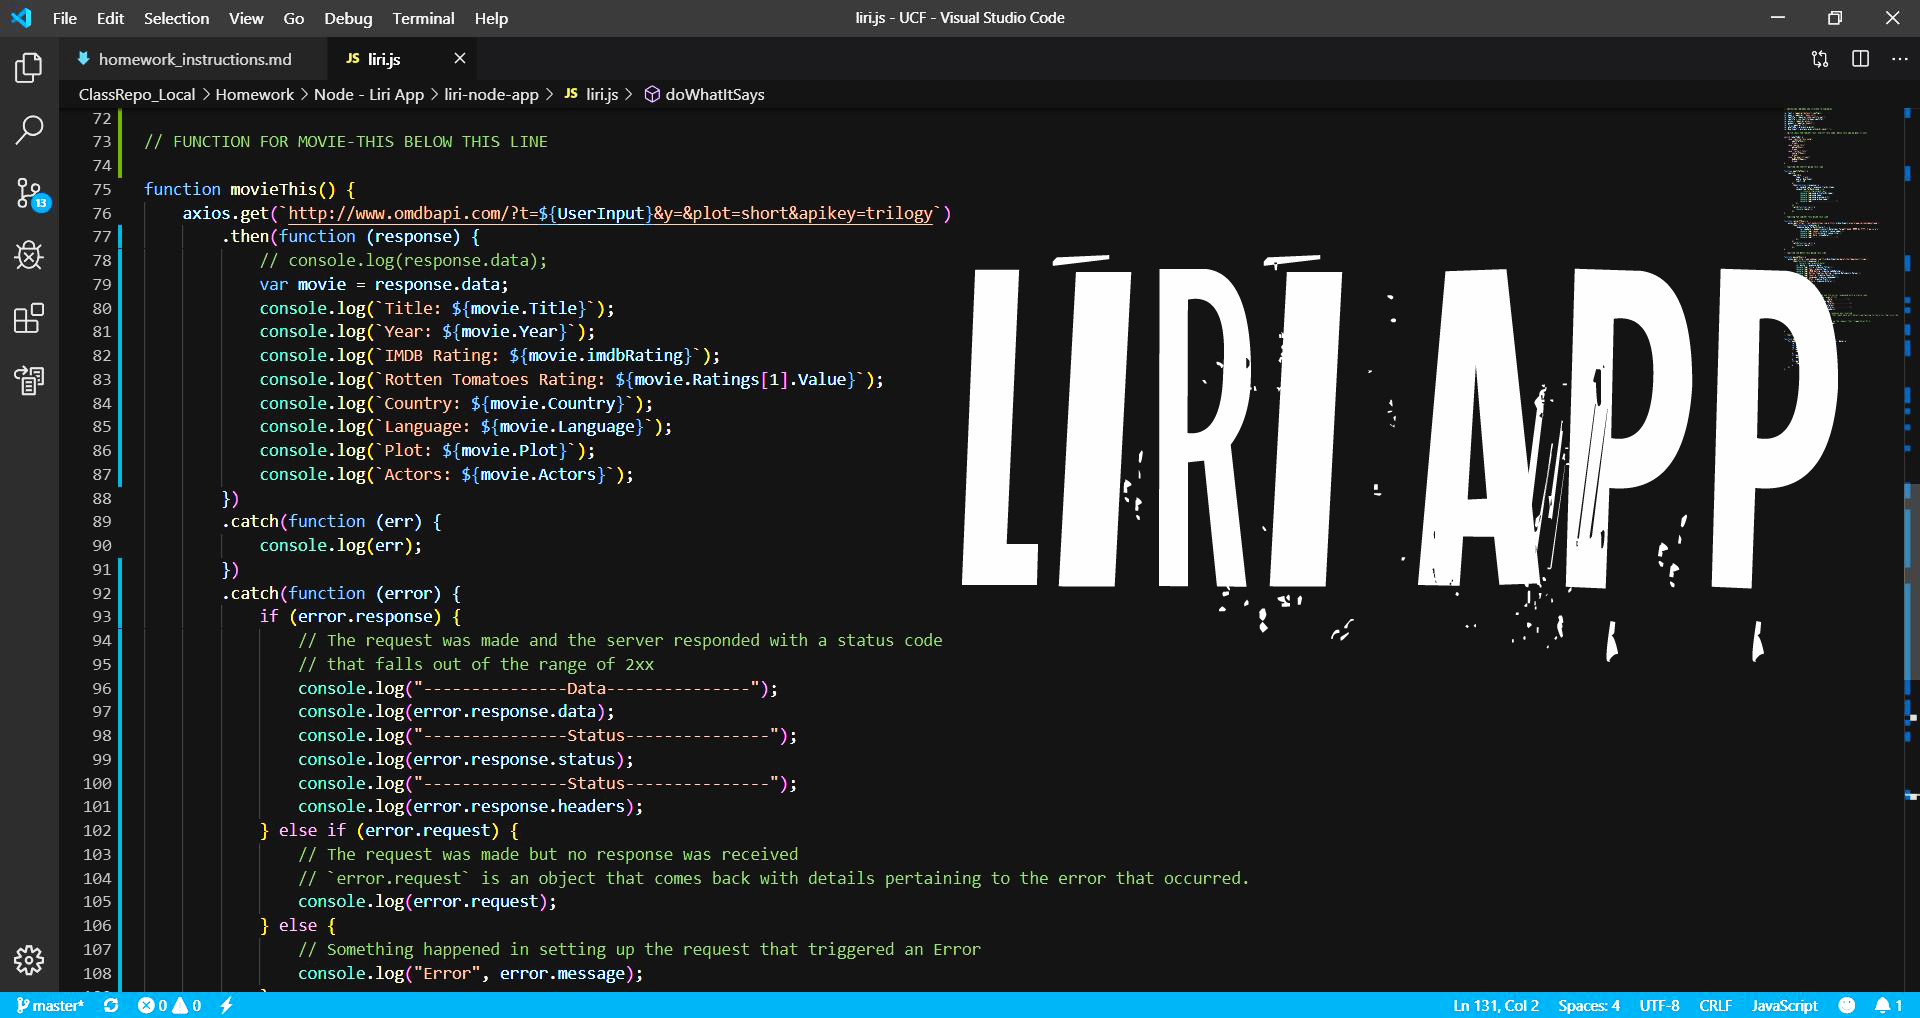 File Edit Selection View Go Debug Terminal Help
liri.js - UCF - Visual Studio Code
homework_instructions.md
JS liri.js
ClassRepo_Local > Homework > Node - Liri App > liri-node-app > JS liri.js > doWhatItSays
13
72
73 // FUNCTION FOR MOVIE-THIS BELOW THIS LINE
74
75 function movieThis() {
76 axios.get(`http://www.omdbapi.com/?t=${UserInput}&y=&plot=short&apikey=trilogy`)
77 .then(function (response) {
78 // console.log(response.data);
79 var movie = response.data;
80 console.log(`Title: ${movie.Title}`);
81 console.log(`Year: ${movie.Year}`);
82 console.log(`IMDB Rating: ${movie.imdbRating}`);
83 console.log(`Rotten Tomatoes Rating: ${movie.Ratings[1].Value}`);
84 console.log(`Country: ${movie.Country}`);
85 console.log(`Language: ${movie.Language}`);
86 console.log(`Plot: ${movie.Plot}`);
87 console.log(`Actors: ${movie.Actors}`);
88 })
89 .catch(function (err) {
90 console.log(err);
91 })
92 .catch(function (error) {
93 if (error.response) {
94 // The request was made and the server responded with a status code
95 // that falls out of the range of 2xx
96 console.log("---------------Data---------------");
97 console.log(error.response.data);
98 console.log("---------------Status---------------");
99 console.log(error.response.status);
100 console.log("---------------Status---------------");
101 console.log(error.response.headers);
102 } else if (error.request) {
103 // The request was made but no response was received
104 // `error.request` is an object that comes back with details pertaining to the error that occurred.
105 console.log(error.request);
106 } else {
107 // Something happened in setting up the request that triggered an Error
108 console.log("Error", error.message);
LIRI APP
master* 0 0
Ln 131, Col 2 Spaces: 4 UTF-8 CRLF JavaScript 1